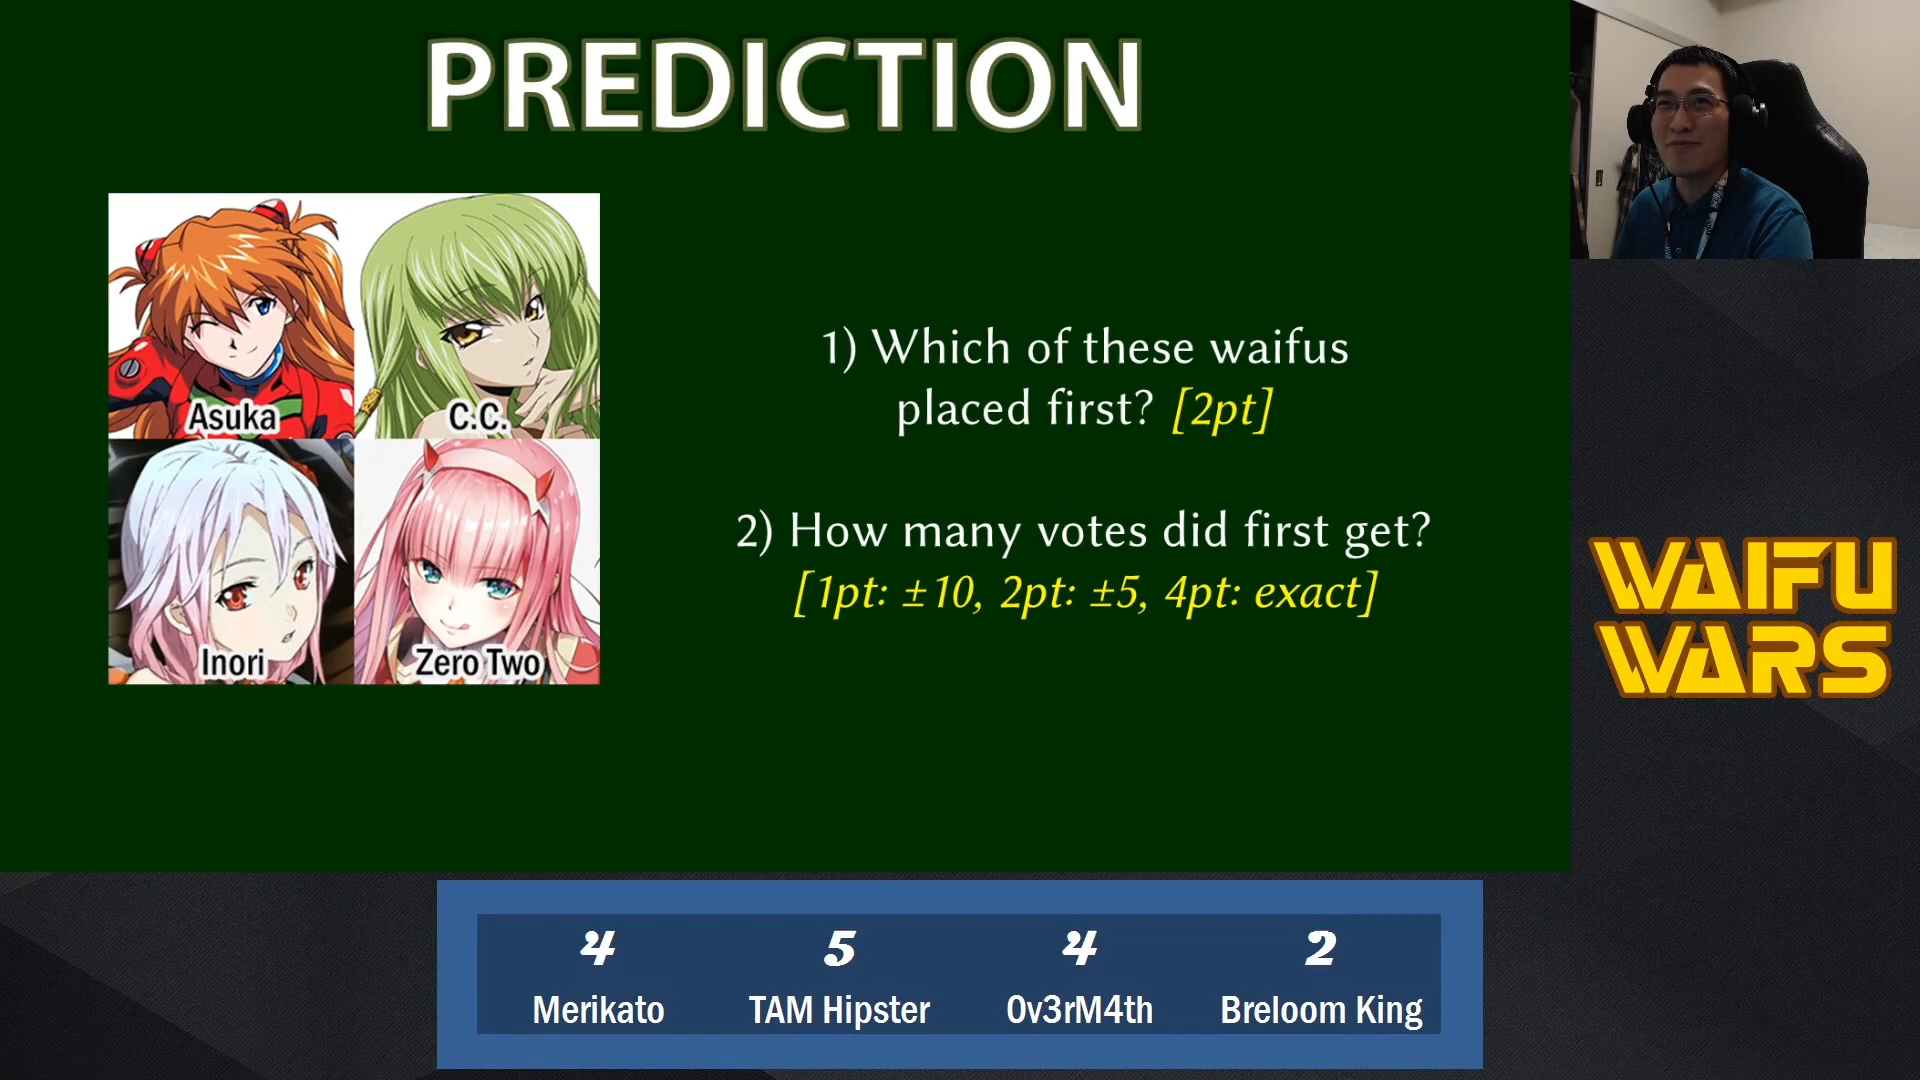 PREDICTION
Asuka
C.C.
Inori
Zero Two
1) Which of these waifus
placed first? [2pt]
2) How many votes did first get?
[1pt: ±10, 2pt: ±5, 4pt: exact]
WAIFU
WARS
4
5
4
2
Merikato
TAM Hipster
Ov3rM4th
Breloom King